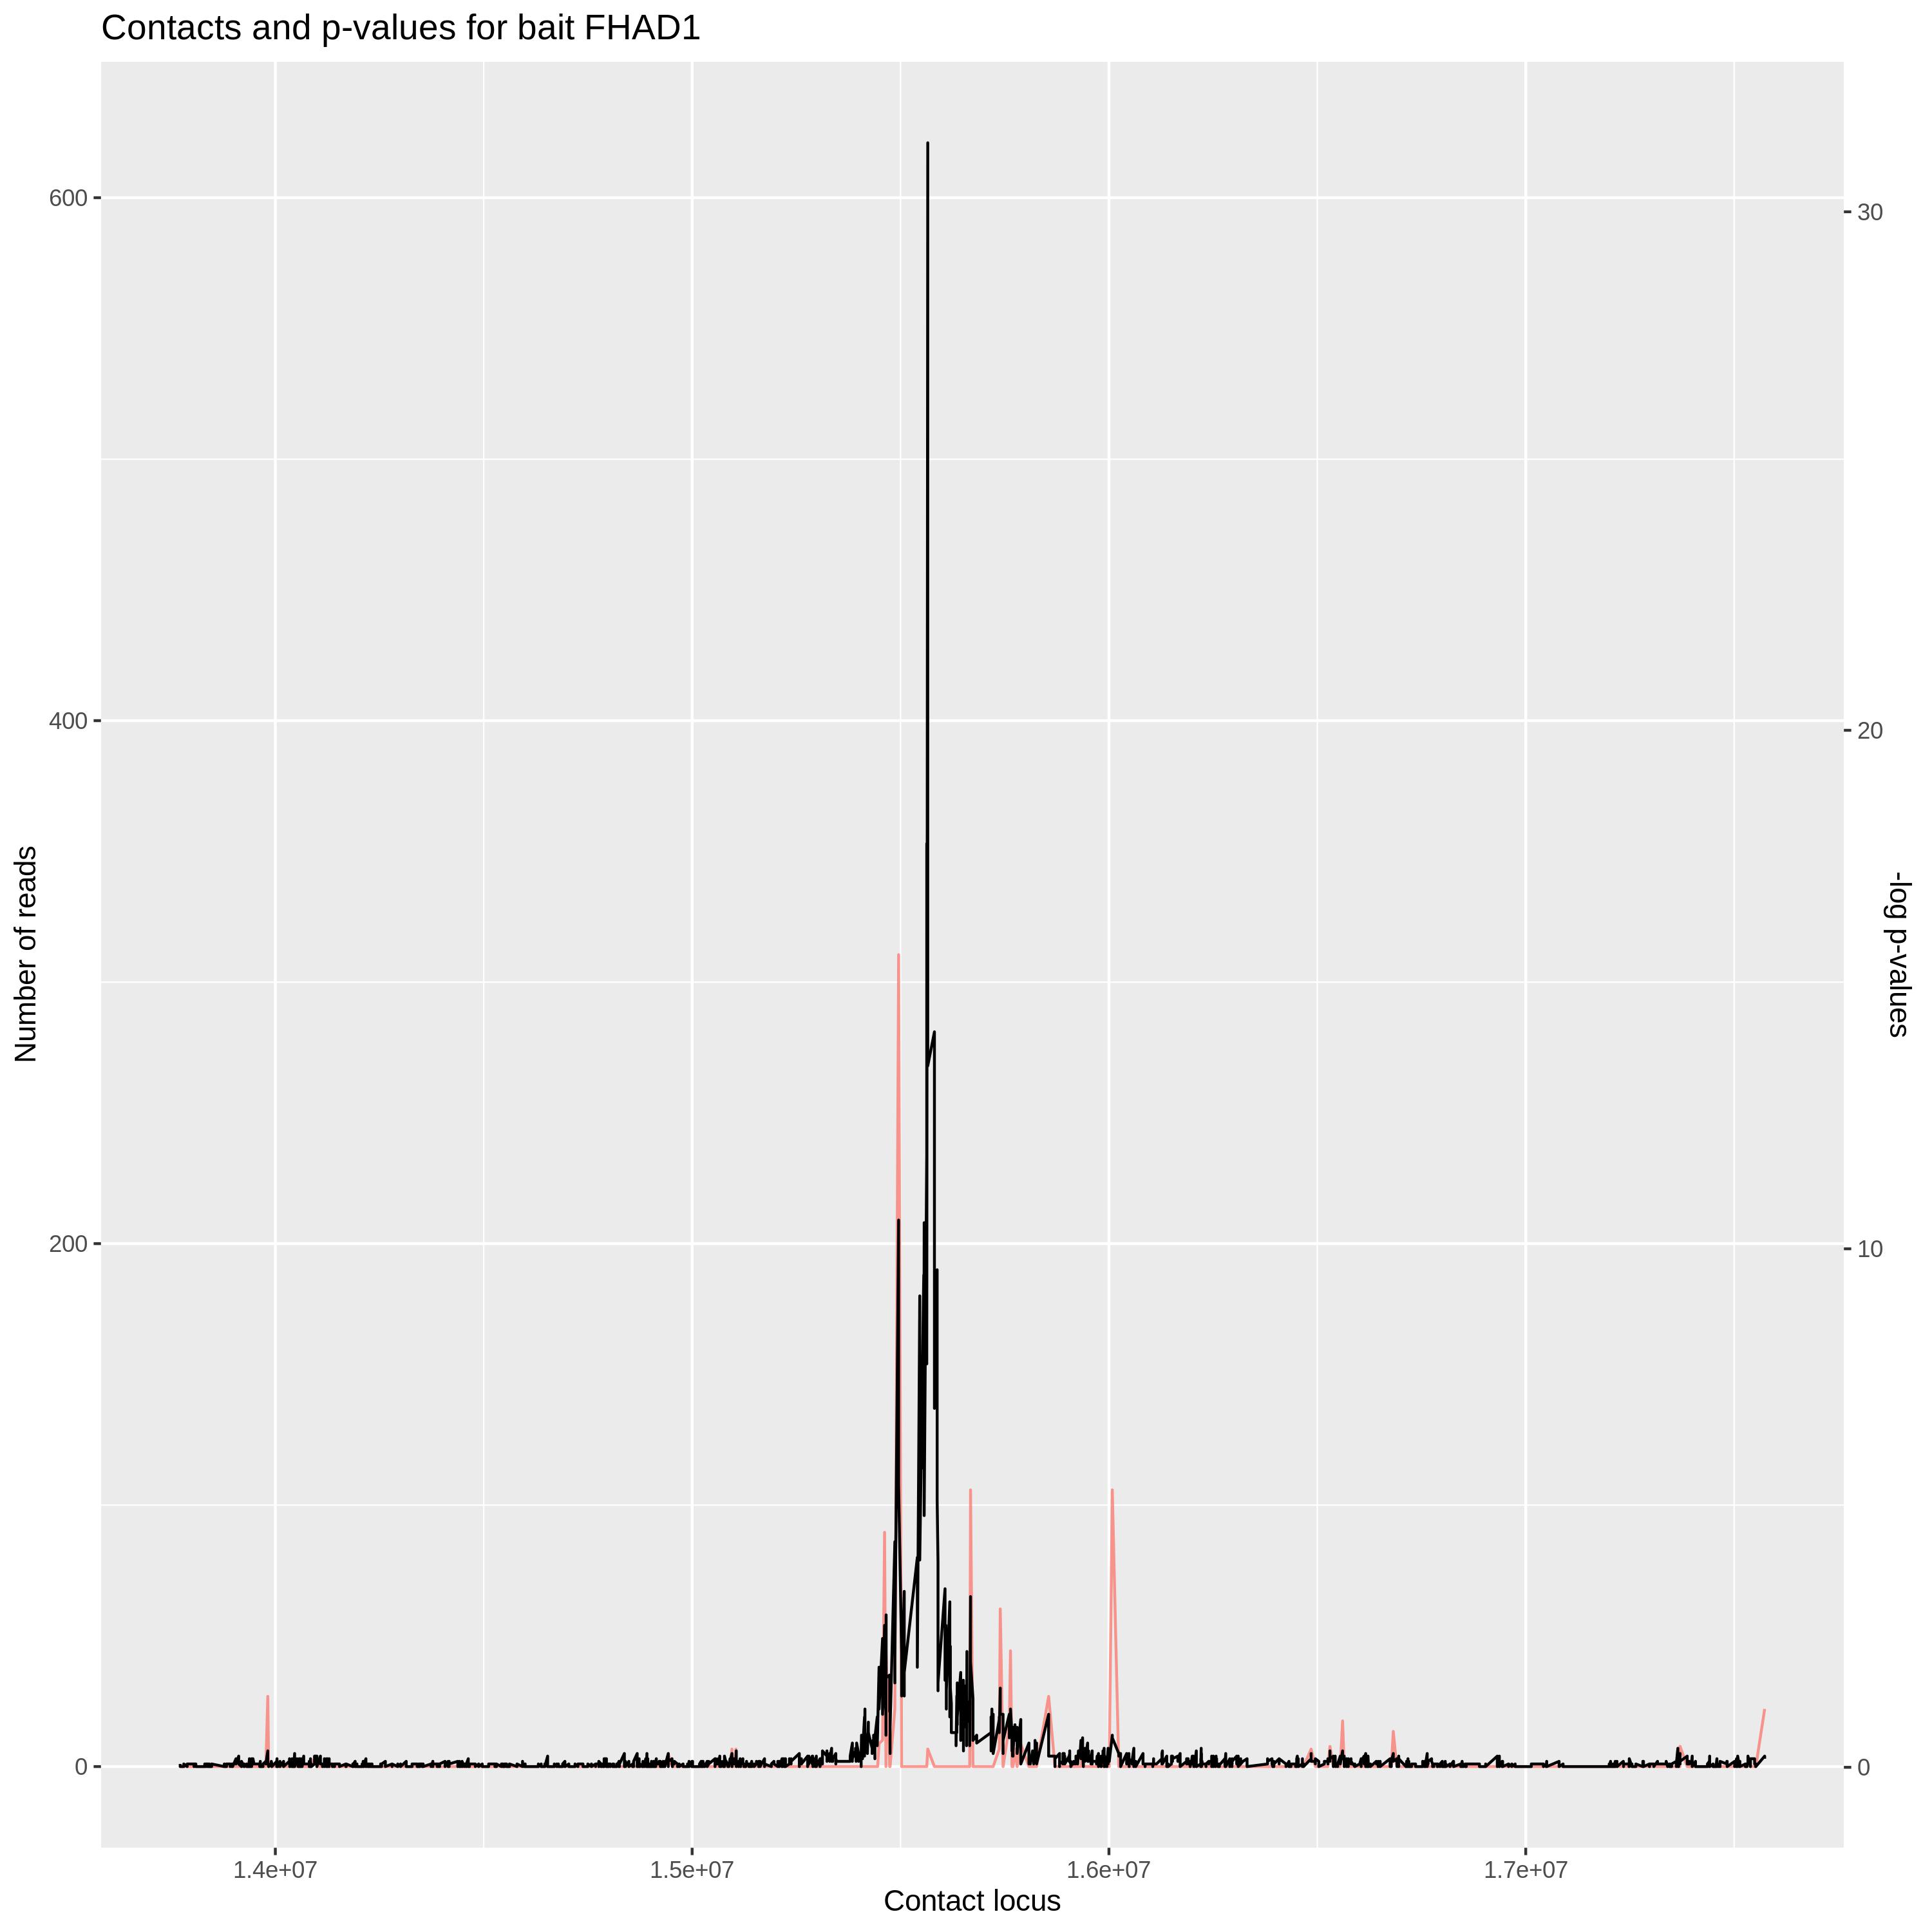 Contacts and p-values for bait FHAD1
600
400
200
0
30
20
10
0
Number of reads
-log p-values
1.4e+07
1.5e+07
1.6e+07
1.7e+07
Contact locus